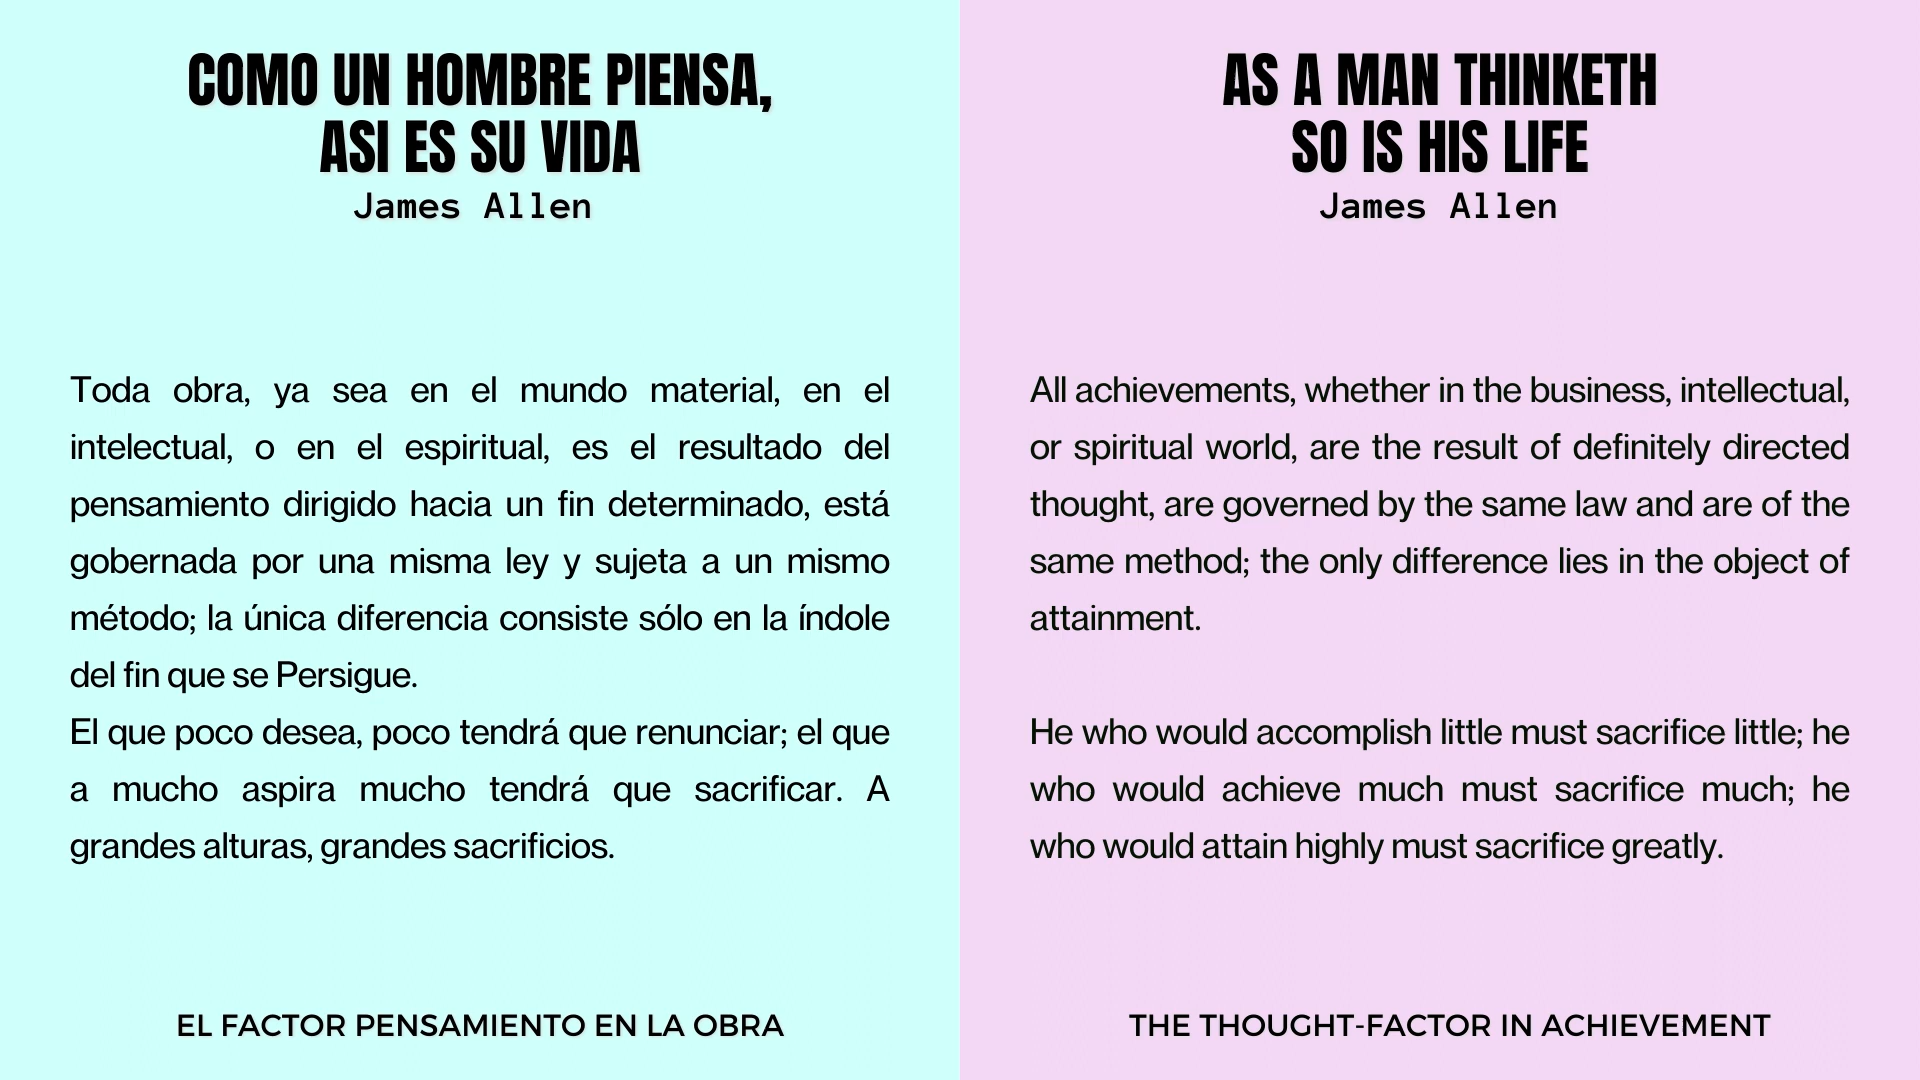 COMO UN HOMBRE PIENSA,
ASI ES SU VIDA
James Allen
Toda obra, ya sea en el mundo material, en el
intelectual, o en el espiritual, es el resultado del
pensamiento dirigido hacia un fin determinado, está
gobernada por una misma ley y sujeta a un mismo
método; la única diferencia consiste sólo en la índole
del fin que se Persigue.
El que poco desea, poco tendrá que renunciar; el que
a mucho aspira mucho tendrá que sacrificar. A
grandes alturas, grandes sacrificios.
EL FACTOR PENSAMIENTO EN LA OBRA
AS A MAN THINKETH
SO IS HIS LIFE
James Allen
All achievements, whether in the business, intellectual,
or spiritual world, are the result of definitely directed
thought, are governed by the same law and are of the
same method; the only difference lies in the object of
attainment.
He who would accomplish little must sacrifice little; he
who would achieve much must sacrifice much; he
who would attain highly must sacrifice greatly.
THE THOUGHT-FACTOR IN ACHIEVEMENT